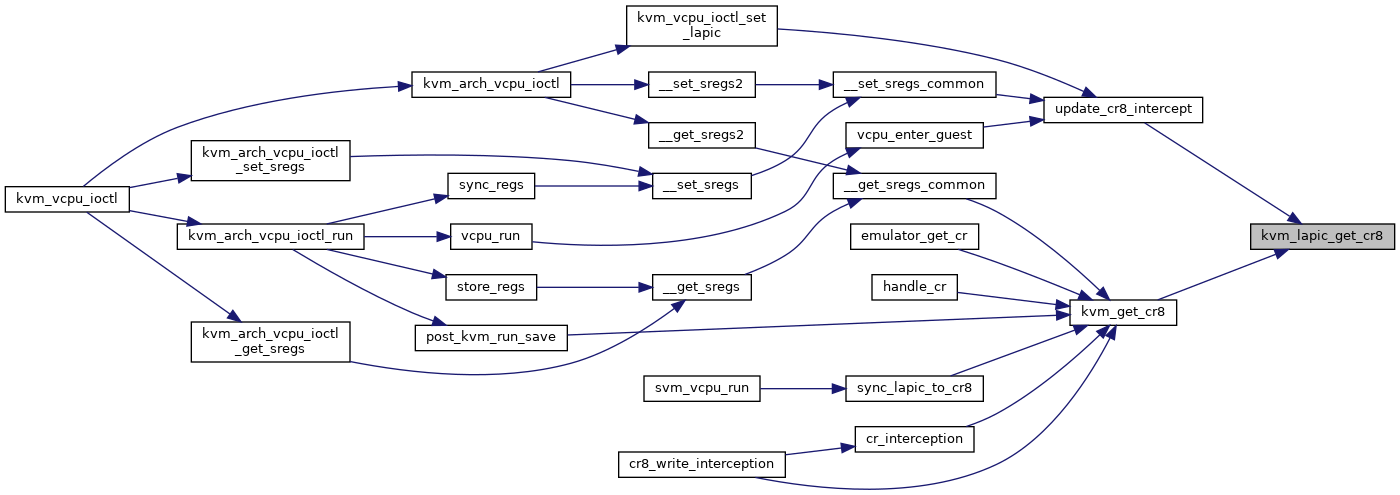 kvm_vcpu_ioctl_set
_lapic
kvm_arch_vcpu_ioctl
__set_sregs2
__set_sregs_common
update_cr8_intercept
__get_sregs2
vcpu_enter_guest
kvm_arch_vcpu_ioctl
_set_sregs
sync_regs
__set_sregs
__get_sregs_common
kvm_vcpu_ioctl
kvm_arch_vcpu_ioctl_run
vcpu_run
emulator_get_cr
kvm_lapic_get_cr8
store_regs
__get_sregs
handle_cr
kvm_get_cr8
kvm_arch_vcpu_ioctl
_get_sregs
post_kvm_run_save
svm_vcpu_run
sync_lapic_to_cr8
cr_interception
cr8_write_interception